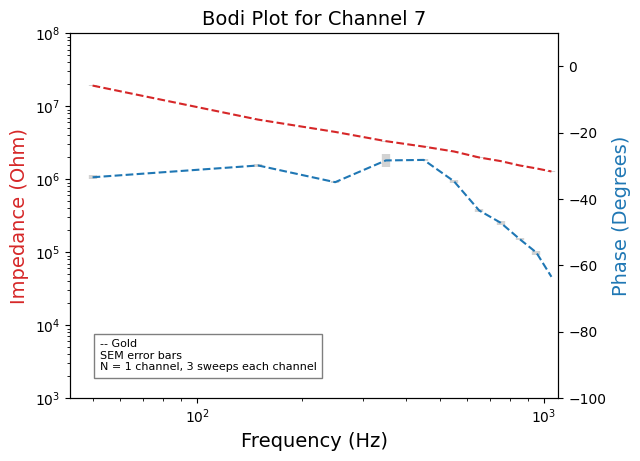 Bodi Plot for Channel 7
10^8
10^7
10^6
10^5
10^4
10^3
Impedance (Ohm)
-- Gold
SEM error bars
N = 1 channel, 3 sweeps each channel
0
−20
−40
−60
−80
−100
Phase (Degrees)
10^2
10^3
Frequency (Hz)